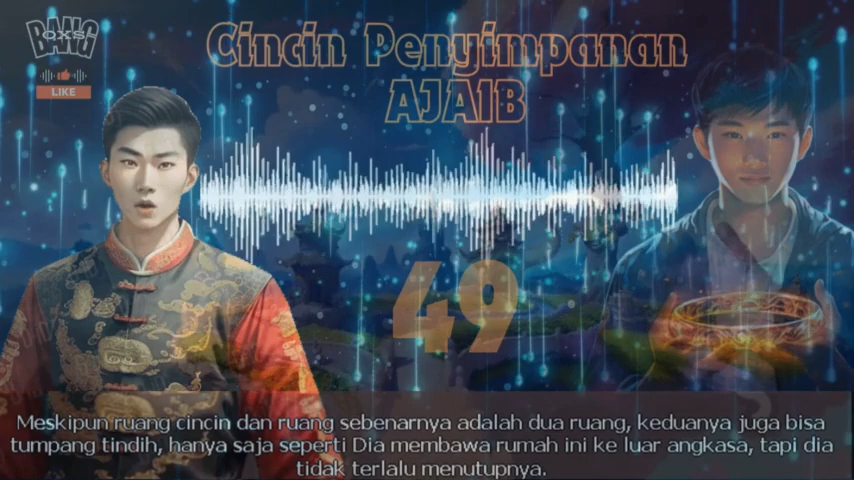 BANG
OXS
LIKE
Cincin Penyimpanan
AJAIB
49
Meskipun ruang cincin dan ruang sebenarnya adalah dua ruang, keduanya juga bisa
tumpang tindih, hanya saja seperti Dia membawa rumah ini ke luar angkasa, tapi dia
tidak terlalu menutupnya.